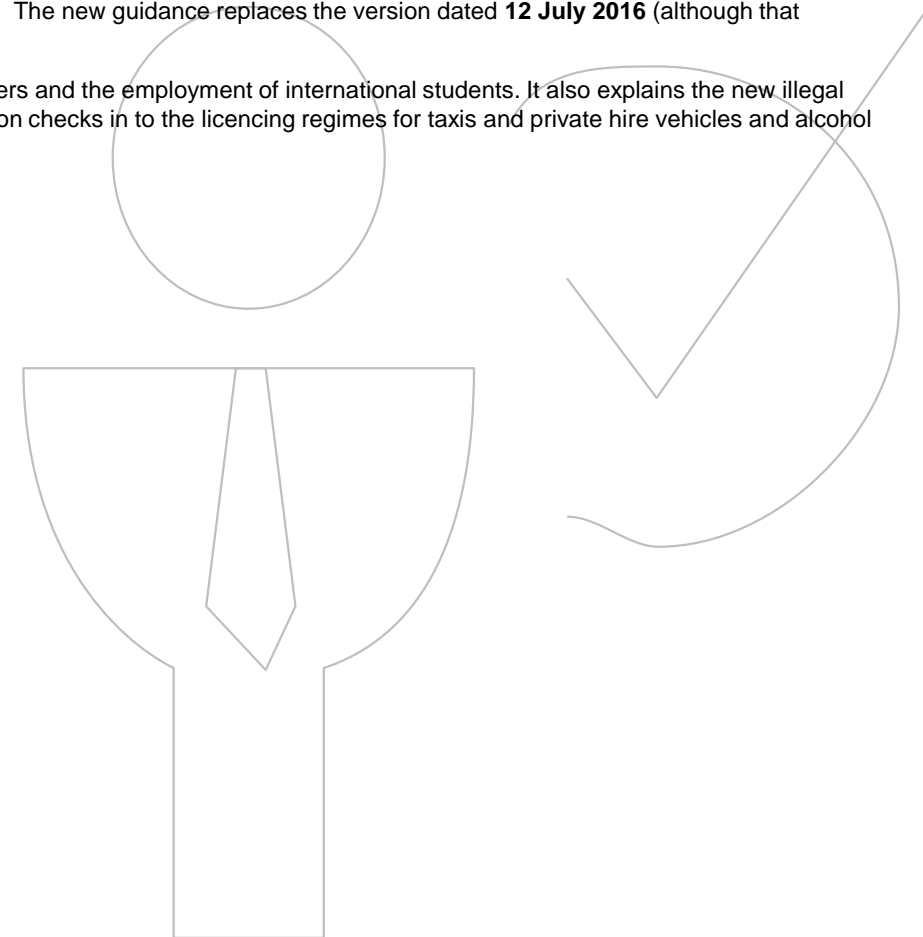 The new guidance replaces the version dated 12 July 2016 (although that
ers and the employment of international students. It also explains the new illegal
on checks in to the licencing regimes for taxis and private hire vehicles and alcohol